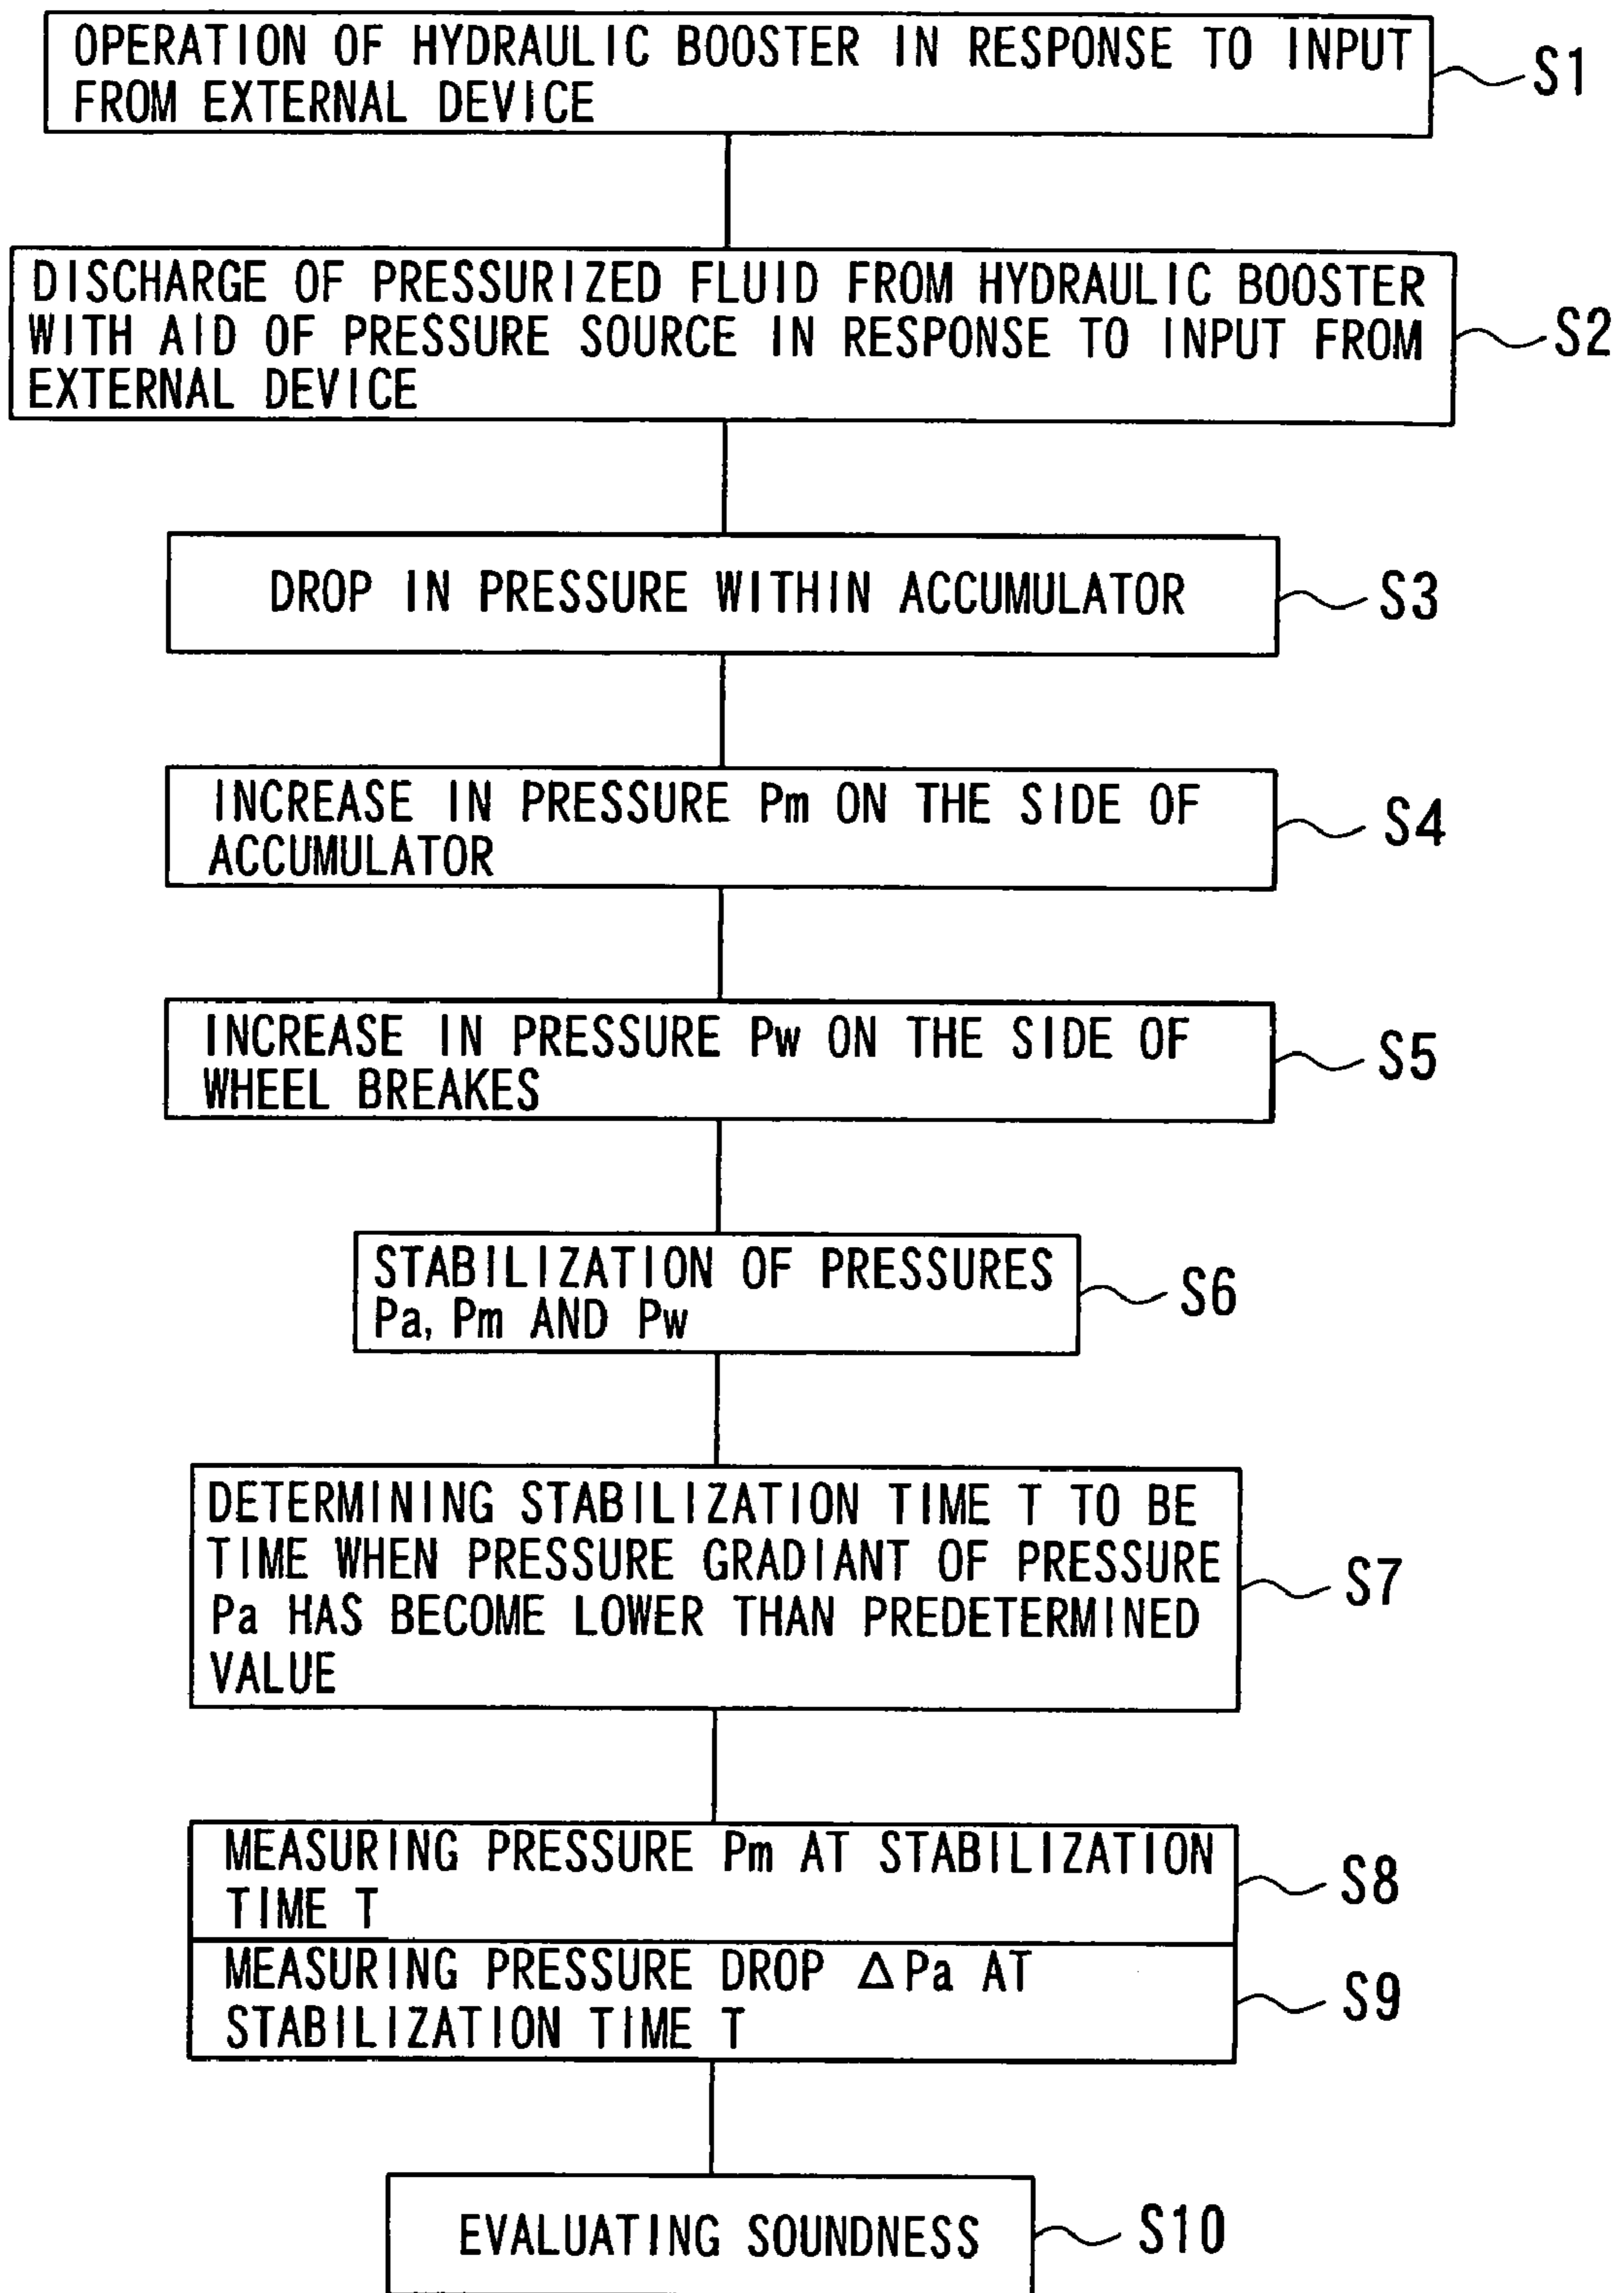 OPERATION OF HYDRAULIC BOOSTER IN RESPONSE TO INPUT
FROM EXTERNAL DEVICE
S1
DISCHARGE OF PRESSURIZED FLUID FROM HYDRAULIC BOOSTER
WITH AID OF PRESSURE SOURCE IN RESPONSE TO INPUT FROM
EXTERNAL DEVICE
S2
DROP IN PRESSURE WITHIN ACCUMULATOR
S3
INCREASE IN PRESSURE Pm ON THE SIDE OF
ACCUMULATOR
S4
INCREASE IN PRESSURE Pw ON THE SIDE OF
WHEEL BREAKES
S5
STABILIZATION OF PRESSURES
Pa, Pm AND Pw
S6
DETERMINING STABILIZATION TIME T TO BE
TIME WHEN PRESSURE GRADIANT OF PRESSURE
Pa HAS BECOME LOWER THAN PREDETERMINED
VALUE
S7
MEASURING PRESSURE Pm AT STABILIZATION
TIME T
S8
MEASURING PRESSURE DROP △Pa AT
STABILIZATION TIME T
S9
EVALUATING SOUNDNESS
S10